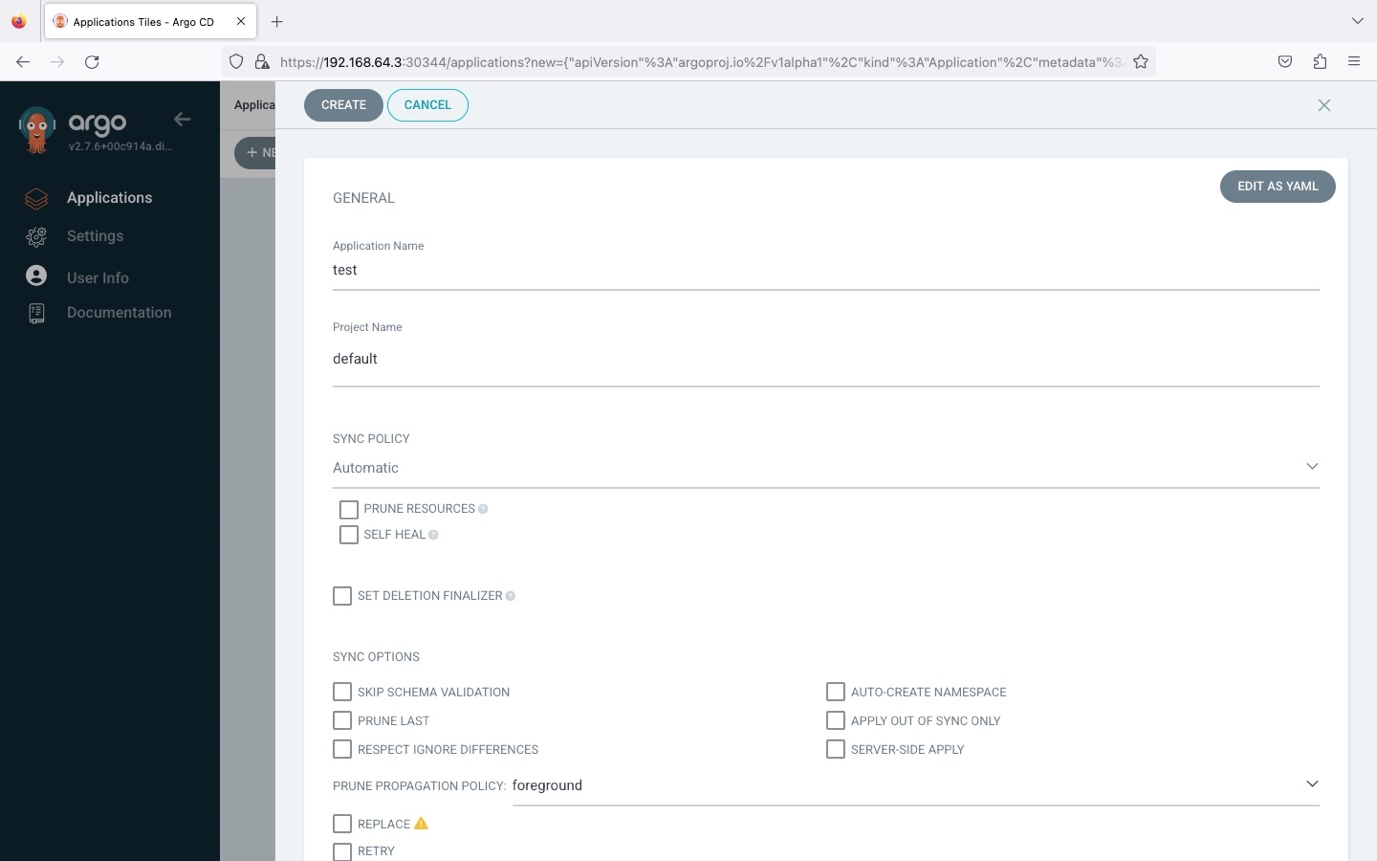 Applications Tiles - Argo CD
https://192.168.64.3:30344/applications?new={"apiVersion"%3A"argoproj.io%2Fv1alpha1"%2C"kind"%3A"Application"%2C"metadata"%3A
argo
v2.7.6+00c914a.di...
Applications
Settings
User Info
Documentation
Applica
+ NE
CREATE CANCEL
EDIT AS YAML
GENERAL
Application Name
test
Project Name
default
SYNC POLICY
Automatic
PRUNE RESOURCES
SELF HEAL
SET DELETION FINALIZER
SYNC OPTIONS
SKIP SCHEMA VALIDATION AUTO-CREATE NAMESPACE
PRUNE LAST APPLY OUT OF SYNC ONLY
RESPECT IGNORE DIFFERENCES SERVER-SIDE APPLY
PRUNE PROPAGATION POLICY: foreground
REPLACE
RETRY